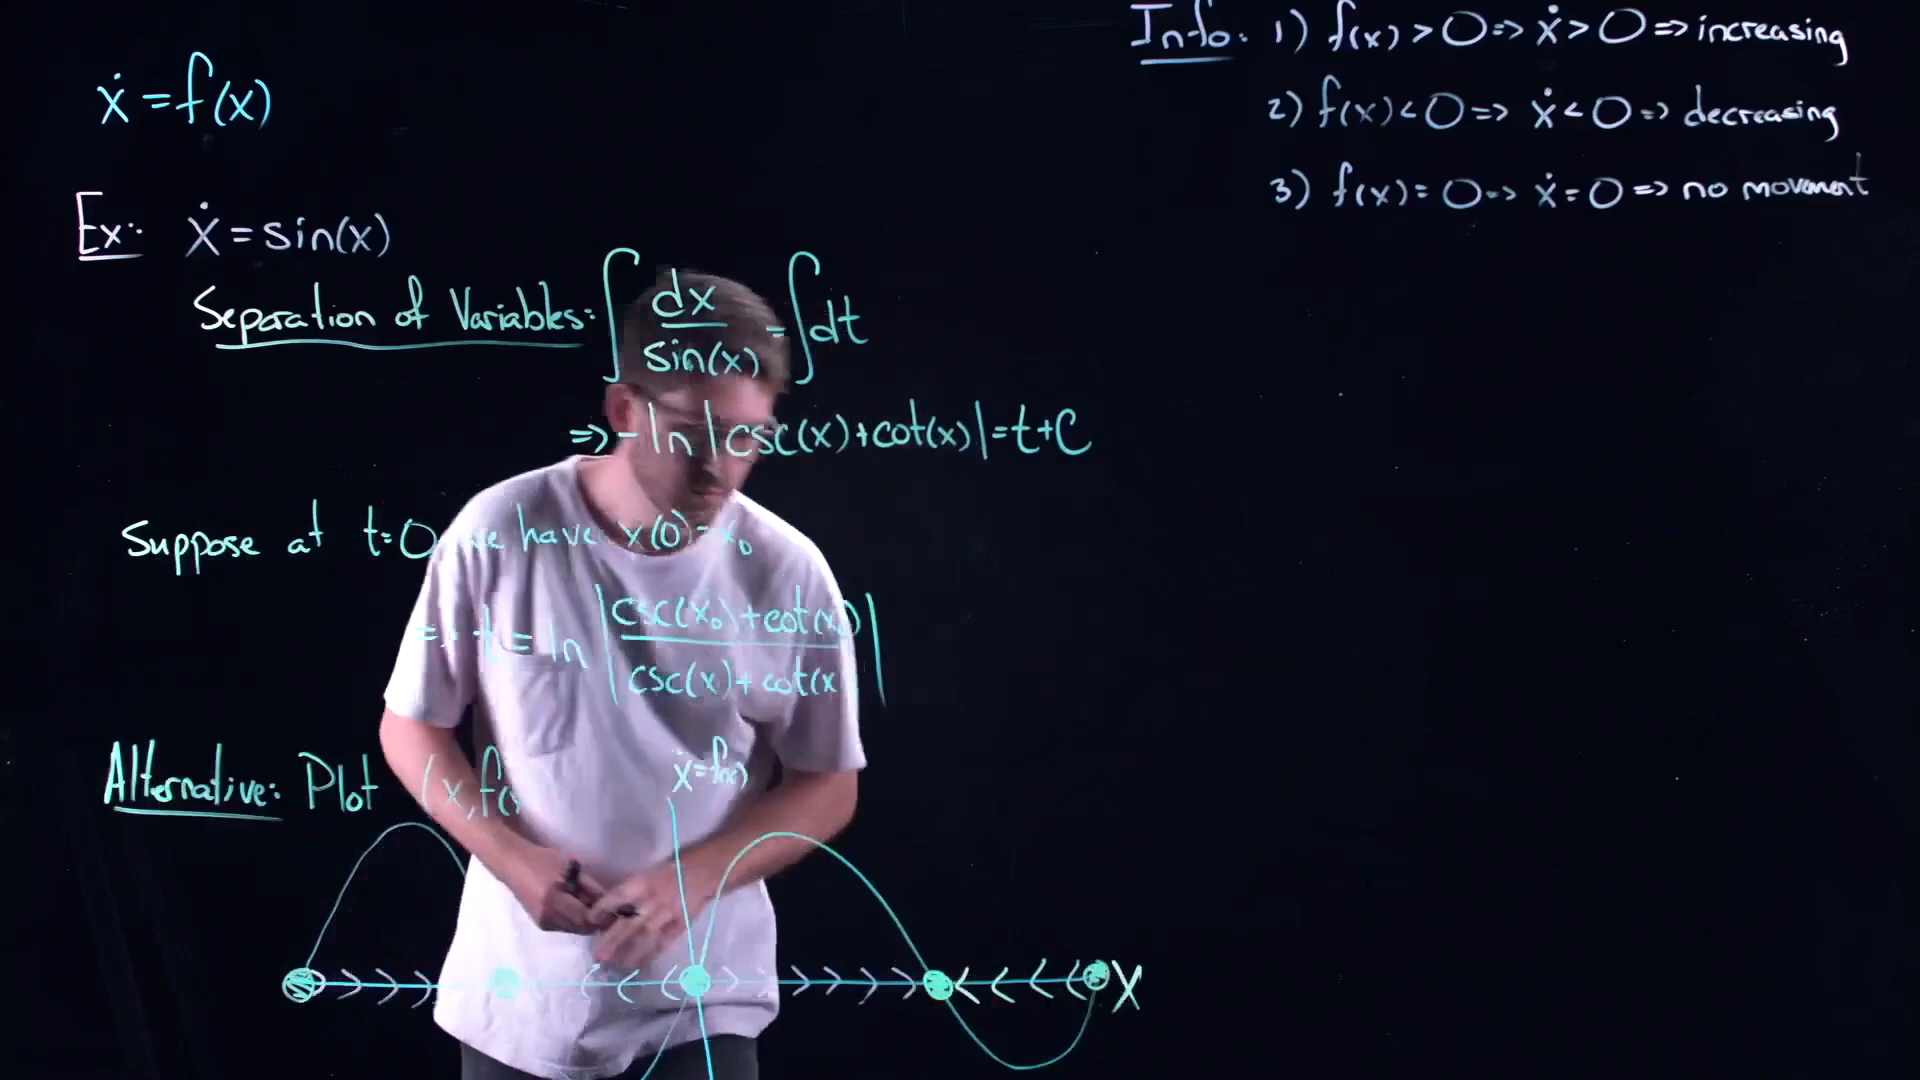 ẋ = f(x)
Info: 1) f(x) > 0 => ẋ > 0 => increasing
2) f(x) < 0 => ẋ < 0 => decreasing
3) f(x) = 0 => ẋ = 0 => no movement
Ex: ẋ = sin(x)
Separation of Variables: ∫ dx/sin(x) = ∫ dt
=> -ln |csc(x) + cot(x)| = t + C
Suppose at t=0 we have x(0) = x₀
=> t = ln |csc(x₀) + cot(x₀) / csc(x) + cot(x)|
Alternative: Plot (x, f(x
ẋ = f(x)
X